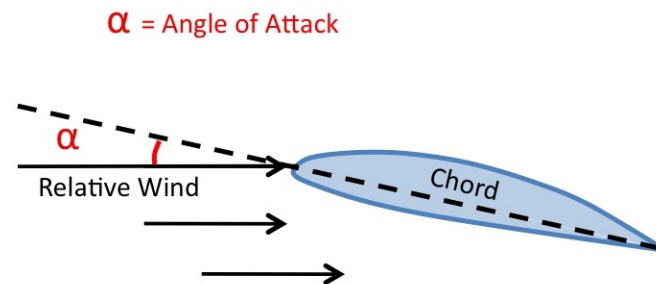 α = Angle of Attack
α
Relative Wind
Chord